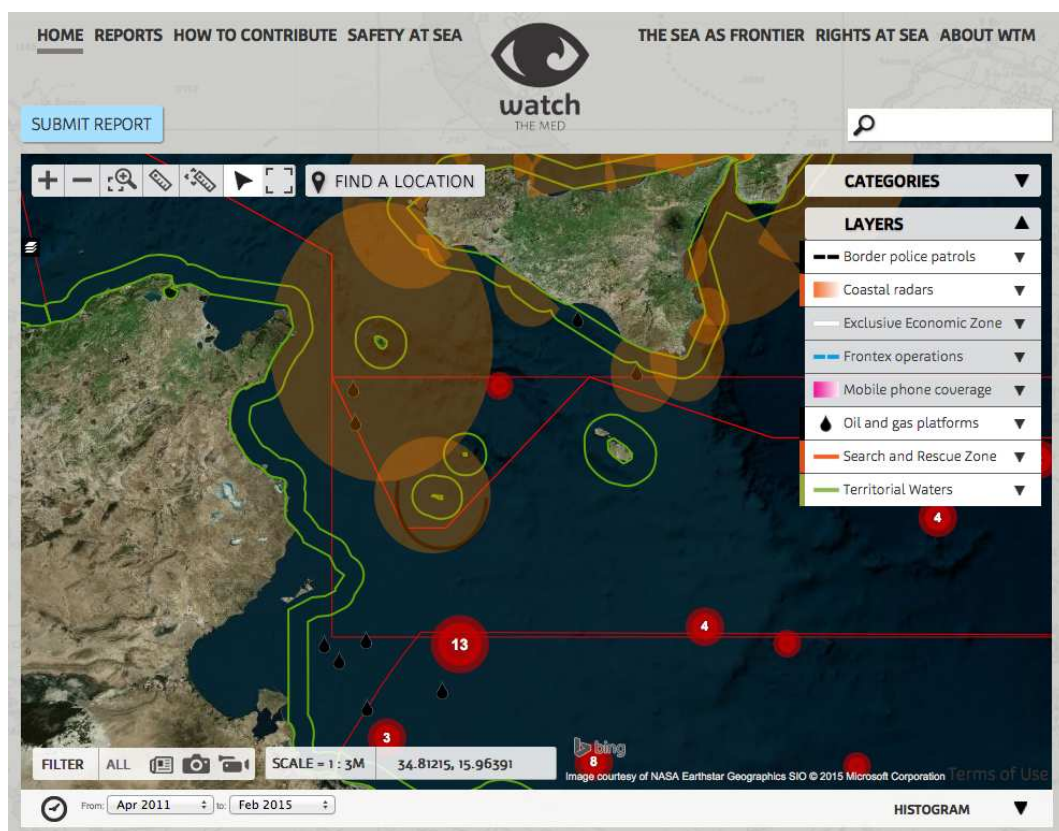 HOME REPORTS HOW TO CONTRIBUTE SAFETY AT SEA
THE SEA AS FRONTIER RIGHTS AT SEA ABOUT WTM
watch
THE MED
SUBMIT REPORT
FIND A LOCATION
CATEGORIES
LAYERS
Border police patrols
Coastal radars
Exclusive Economic Zone
Frontex operations
Mobile phone coverage
Oil and gas platforms
Search and Rescue Zone
Territorial Waters
4
4
13
3
bing
8
FILTER ALL
SCALE = 1 : 3M
34.81215, 15.96391
Image courtesy of NASA Earthstar Geographics SIO © 2015 Microsoft Corporation Terms of Use
From: Apr 2011 to: Feb 2015
HISTOGRAM